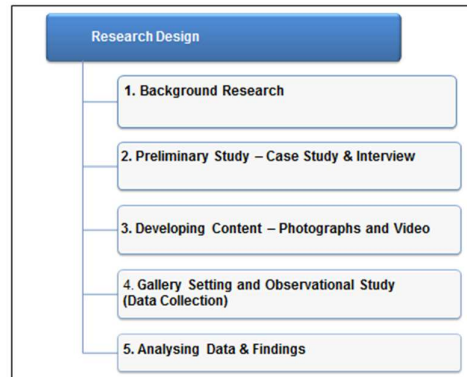 Research Design
1. Background Research
2. Preliminary Study – Case Study & Interview
3. Developing Content – Photographs and Video
4. Gallery Setting and Observational Study
(Data Collection)
5. Analysing Data & Findings